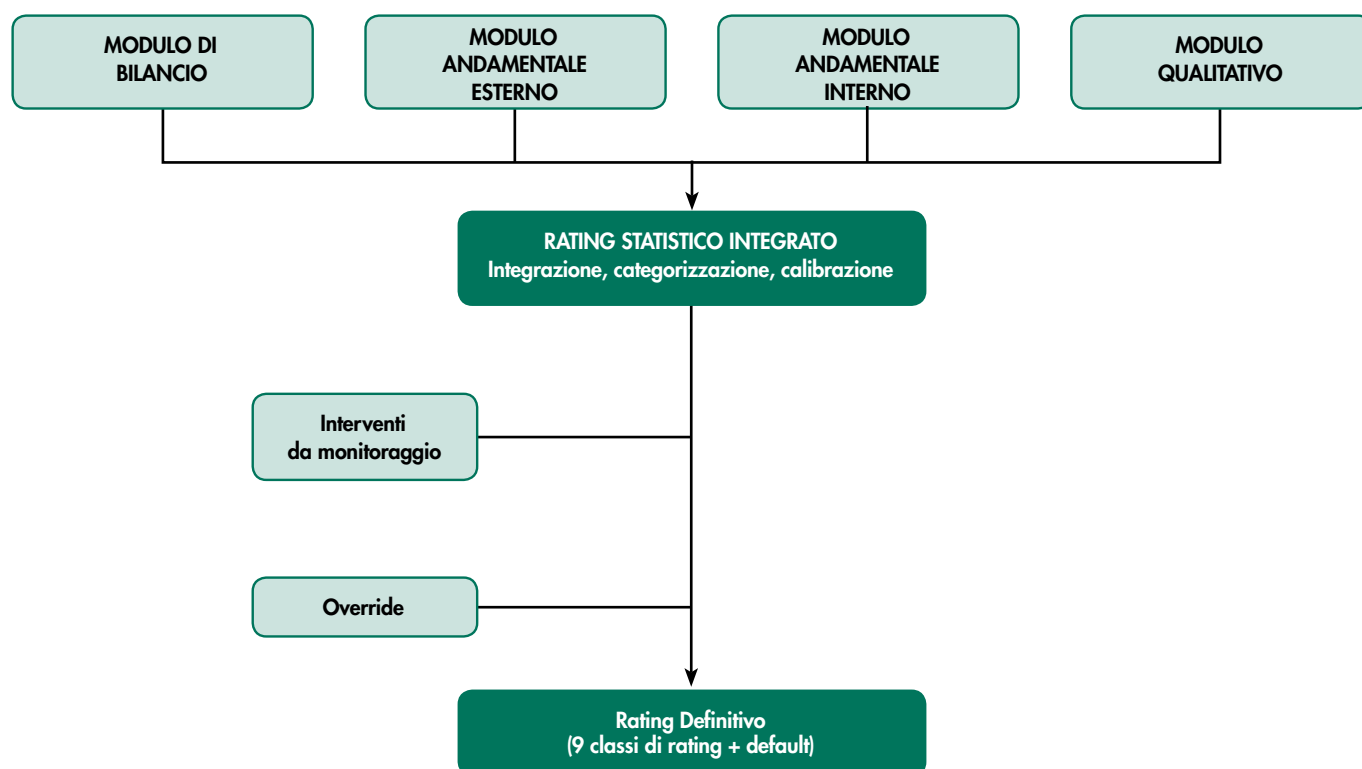 MODULO DI
BILANCIO
MODULO
ANDAMENTALE
ESTERNO
MODULO
ANDAMENTALE
INTERNO
MODULO
QUALITATIVO
RATING STATISTICO INTEGRATO
Integrazione, categorizzazione, calibrazione
Interventi
da monitoraggio
Override
Rating Definitivo
(9 classi di rating + default)